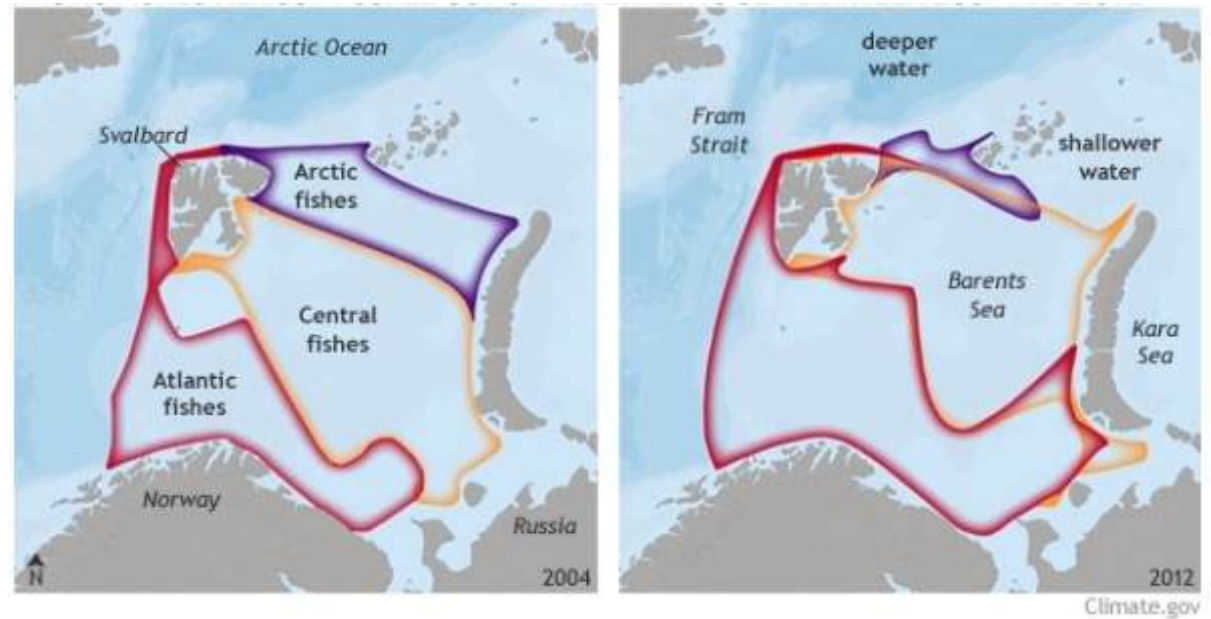 Arctic Ocean
Svalbard
Arctic
fishes
Central
fishes
Atlantic
fishes
Norway
Russia
N
2004
deeper
water
Fram
Strait
shallower
water
Barents
Sea
Kara
Sea
2012
Climate.gov